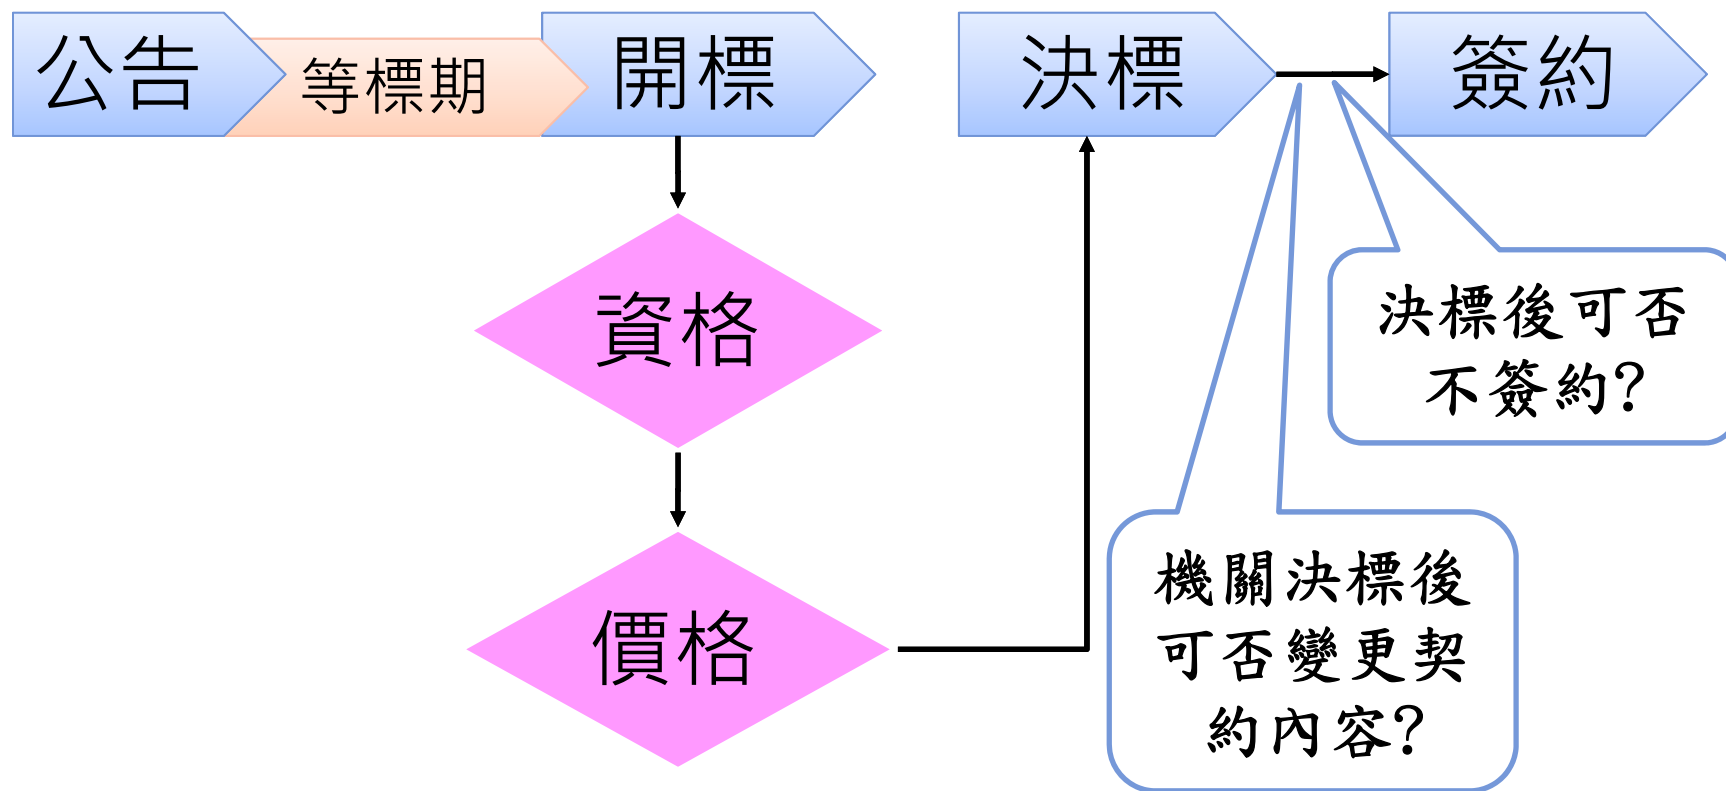 公告
等標期
開標
決標
簽約
資格
價格
決標後可否
不簽約?
機關決標後
可否變更契
約內容?